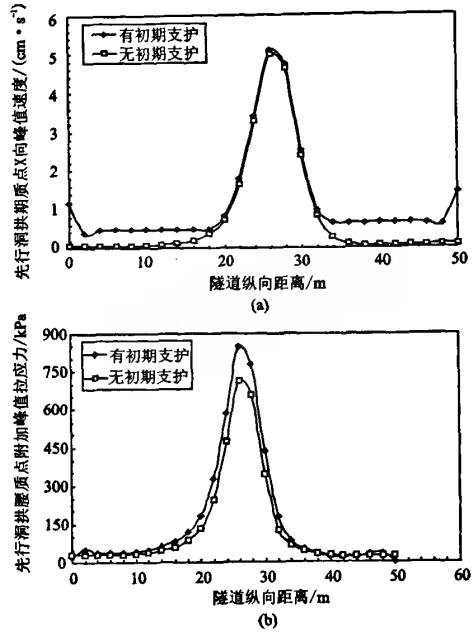 先行洞拱期质点X向峰值速度/(cm·s⁻¹)
6
5
4
3
2
1
0
有初期支护
无初期支护
0 10 20 30 40 50
隧道纵向距离/m
(a)
先行洞拱腰质点附加峰值拉应力/kPa
900
750
600
450
300
150
0
有初期支护
无初期支护
0 10 20 30 40 50 60
隧道纵向距离/m
(b)